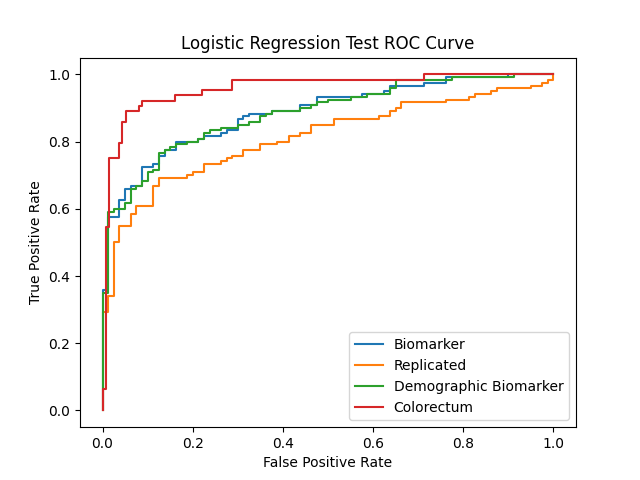 Logistic Regression Test ROC Curve
True Positive Rate
1.0
0.8
0.6
0.4
0.2
0.0
Biomarker
Replicated
Demographic Biomarker
Colorectum
0.0 0.2 0.4 0.6 0.8 1.0
False Positive Rate